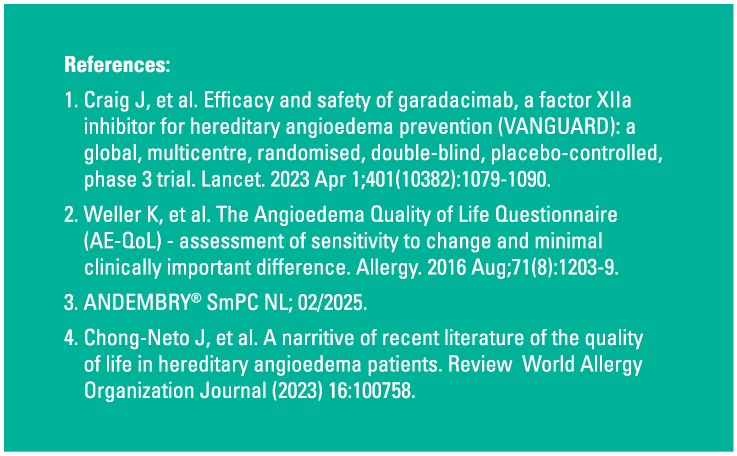 References:
1. Craig J, et al. Efficacy and safety of garadacimab, a factor XIIa
inhibitor for hereditary angioedema prevention (VANGUARD): a
global, multicentre, randomised, double-blind, placebo-controlled,
phase 3 trial. Lancet. 2023 Apr 1;401(10382):1079-1090.
2. Weller K, et al. The Angioedema Quality of Life Questionnaire
(AE-QoL) - assessment of sensitivity to change and minimal
clinically important difference. Allergy. 2016 Aug;71(8):1203-9.
3. ANDEMBRY® SmPC NL; 02/2025.
4. Chong-Neto J, et al. A narritive of recent literature of the quality
of life in hereditary angioedema patients. Review  World Allergy
Organization Journal (2023) 16:100758.